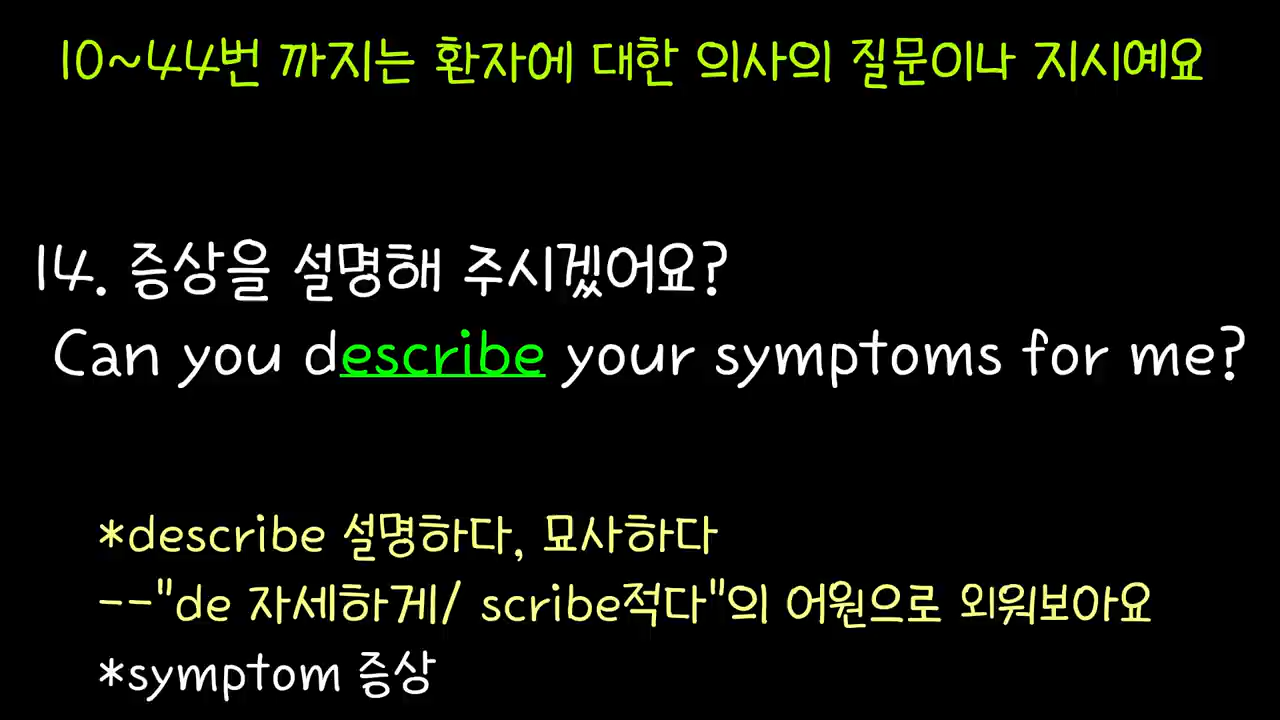 10~44번 까지는 환자에 대한 의사의 질문이나 지시예요
14. 증상을 설명해 주시겠어요?
Can you describe your symptoms for me?
*describe 설명하다, 묘사하다
--"de 자세하게/ scribe적다"의 어원으로 외워보아요
*symptom 증상